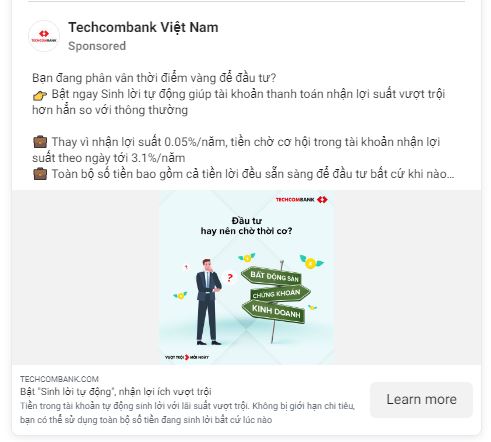 TECHCOMBANK
Techcombank Việt Nam
Sponsored
Bạn đang phân vân thời điểm vàng để đầu tư?
👉 Bật ngay Sinh lời tự động giúp tài khoản thanh toán nhận lợi suất vượt trội
hơn hẳn so với thông thường
💼 Thay vì nhận lợi suất 0.05%/năm, tiền chờ cơ hội trong tài khoản nhận lợi
suất theo ngày tới 3.1%/năm
💼 Toàn bộ số tiền bao gồm cả tiền lời đều sẵn sàng để đầu tư bất cứ khi nào...
TECHCOMBANK
Đầu tư
hay nên chờ thời cơ?
? ?
BẤT ĐỘNG SẢN
CHỨNG KHOÁN
KINH DOANH
VƯỢT TRỘI MỖI NGÀY
TECHCOMBANK.COM
Bật "Sinh lời tự động", nhận lợi ích vượt trội
Tiền trong tài khoản tự động sinh lời với lãi suất vượt trội. Không bị giới hạn chi tiêu,
bạn có thể sử dụng toàn bộ số tiền đang sinh lời bất cứ lúc nào
Learn more